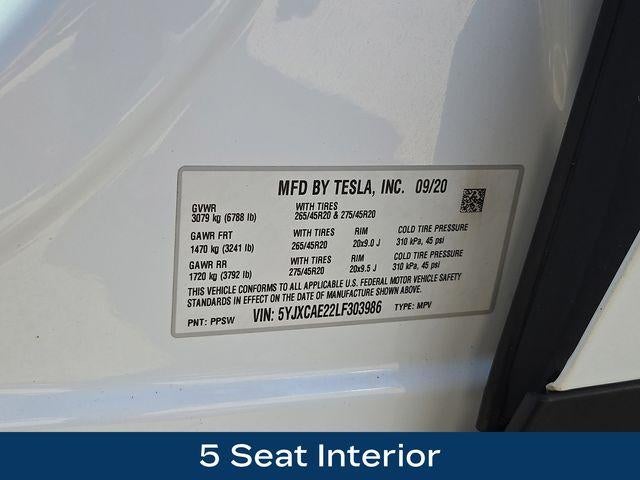 MFD BY TESLA, INC. 09/20
GVWR WITH TIRES
3079 kg (6788 lb) 265/45R20 & 275/45R20
GAWR FRT WITH TIRES RIM COLD TIRE PRESSURE
1470 kg (3241 lb) 265/45R20 20x9.0 J 310 kPa, 45 psi
GAWR RR WITH TIRES RIM COLD TIRE PRESSURE
1720 kg (3792 lb) 275/45R20 20x9.5 J 310 kPa, 45 psi
THIS VEHICLE CONFORMS TO ALL APPLICABLE U.S. FEDERAL MOTOR VEHICLE SAFETY
STANDARDS IN EFFECT ON THE DATE OF MANUFACTURE SHOWN ABOVE.
PNT: PPSW VIN: 5YJXCAE22LF303986 TYPE: MPV
5 Seat Interior